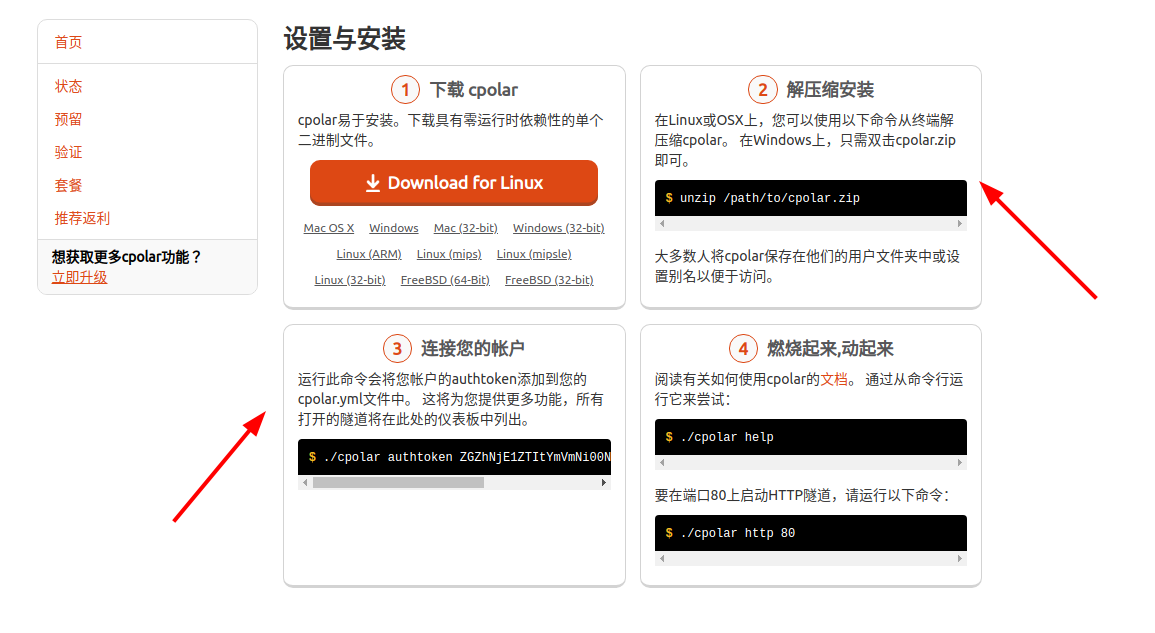 首页
状态
预留
验证
套餐
推荐返利
想获取更多cpolar功能？
立即升级
设置与安装
1 下载 cpolar
cpolar易于安装。下载具有零运行时依赖性的单个
二进制文件。
Download for Linux
Mac OS X Windows Mac (32-bit) Windows (32-bit)
Linux (ARM) Linux (mips) Linux (mipsle)
Linux (32-bit) FreeBSD (64-Bit) FreeBSD (32-bit)
2 解压缩安装
在Linux或OSX上，您可以使用以下命令从终端解
压缩cpolar。 在Windows上，只需双击cpolar.zip
即可。
$ unzip /path/to/cpolar.zip
大多数人将cpolar保存在他们的用户文件夹中或设
置别名以便于访问。
3 连接您的帐户
运行此命令会将您帐户的authtoken添加到您的
cpolar.yml文件中。 这将为您提供更多功能，所有
打开的隧道将在此处的仪表板中列出。
$ ./cpolar authtoken ZGZhNjE1ZTItYmVmNi00N
4 燃烧起来,动起来
阅读有关如何使用cpolar的文档。 通过从命令行运
行它来尝试：
$ ./cpolar help
要在端口80上启动HTTP隧道，请运行以下命令：
$ ./cpolar http 80